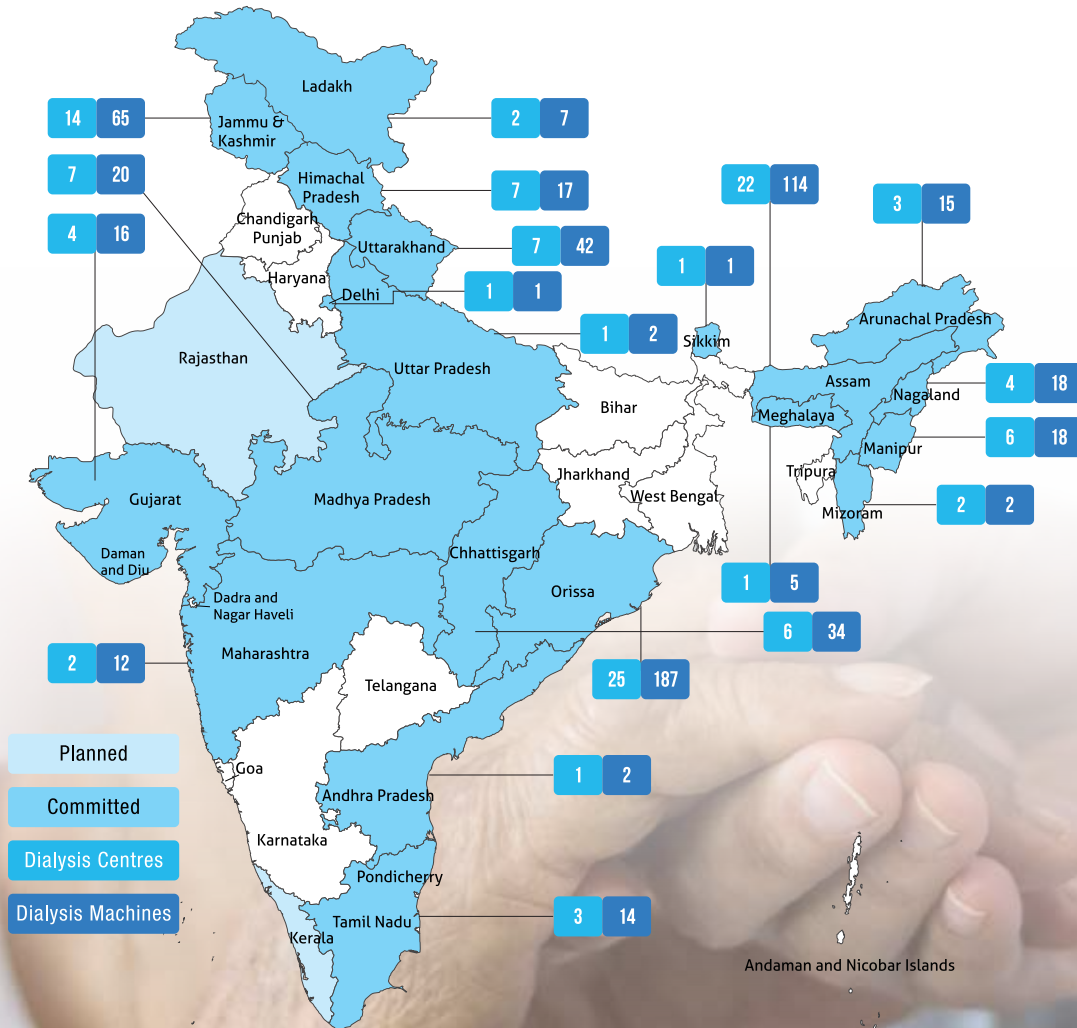 Ladakh
14 65
Jammu &
Kashmir
2 7
7 20
Himachal
Pradesh
7 17
22 114
3 15
4 16
Chandigarh
Punjab
Uttarakhand
7 42
Haryana
Delhi
1 1
1 1
Sikkim
Arunachal Pradesh
1 2
Rajasthan
Uttar Pradesh
Assam
Nagaland
4 18
Bihar
Meghalaya
6 18
Manipur
Tripura
Jharkhand
West Bengal
Gujarat
Madhya Pradesh
Mizoram
2 2
Daman
and Diu
Chhattisgarh
Orissa
1 5
Dadra and
Nagar Haveli
6 34
Maharashtra
2 12
Telangana
25 187
Planned
Goa
1 2
Andhra Pradesh
Committed
Karnataka
Dialysis Centres
Pondicherry
Dialysis Machines
Tamil Nadu
3 14
Kerala
Andaman and Nicobar Islands